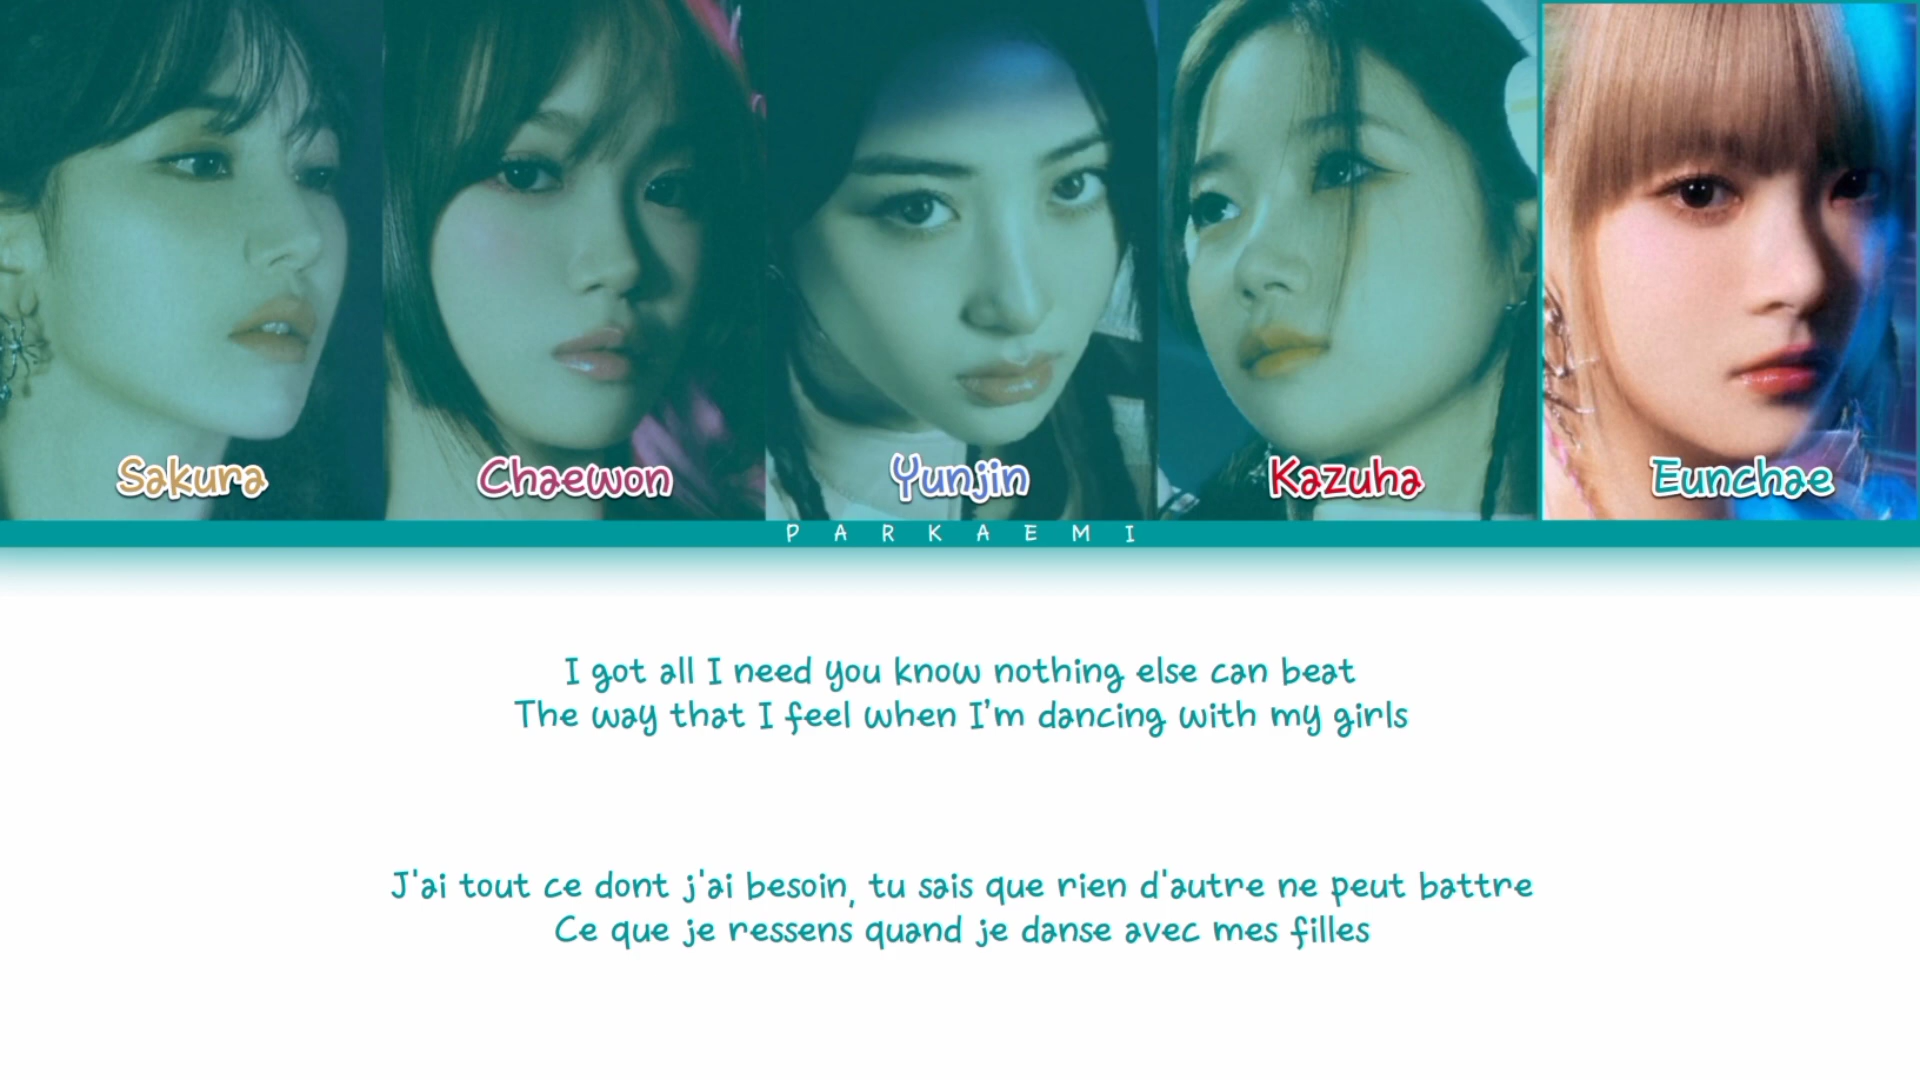 Sakura
Chaewon
Yunjin
Kazuha
Eunchae
PARKAEMI
I got all I need you know nothing else can beat
The way that I feel when I'm dancing with my girls
J'ai tout ce dont j'ai besoin, tu sais que rien d'autre ne peut battre
Ce que je ressens quand je danse avec mes filles